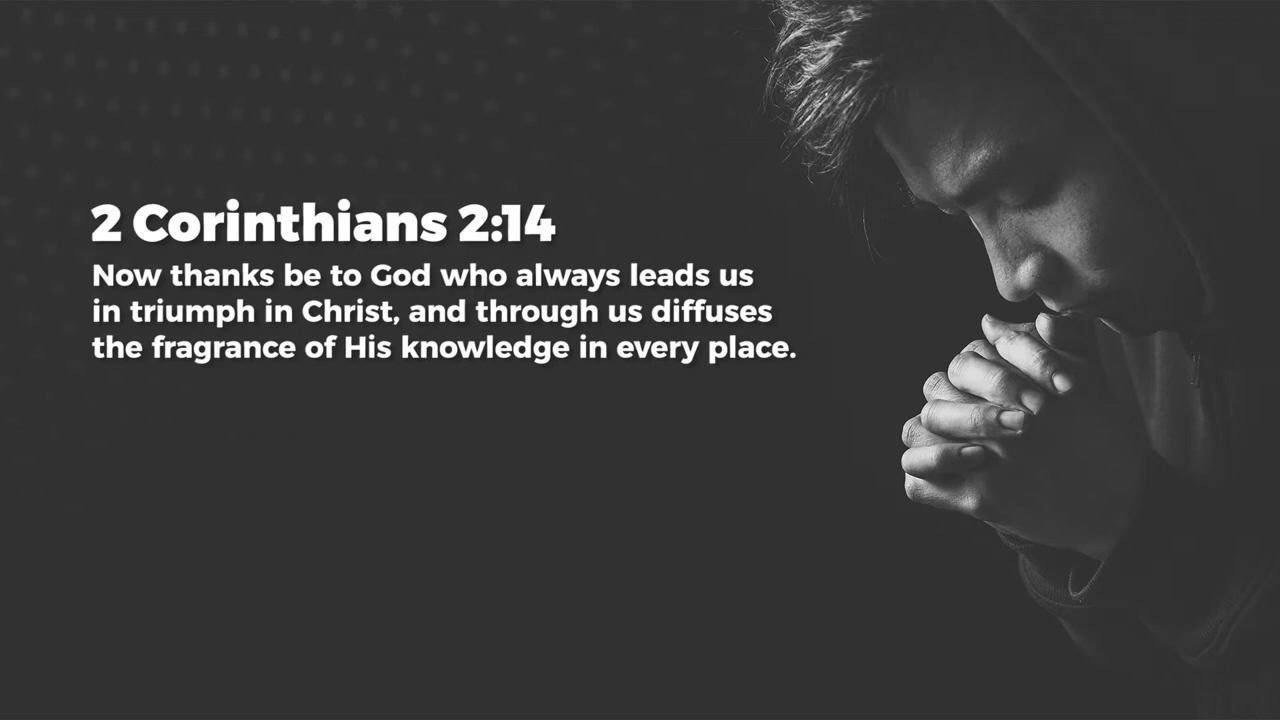 2 Corinthians 2:14
Now thanks be to God who always leads us
in triumph in Christ, and through us diffuses
the fragrance of His knowledge in every place.